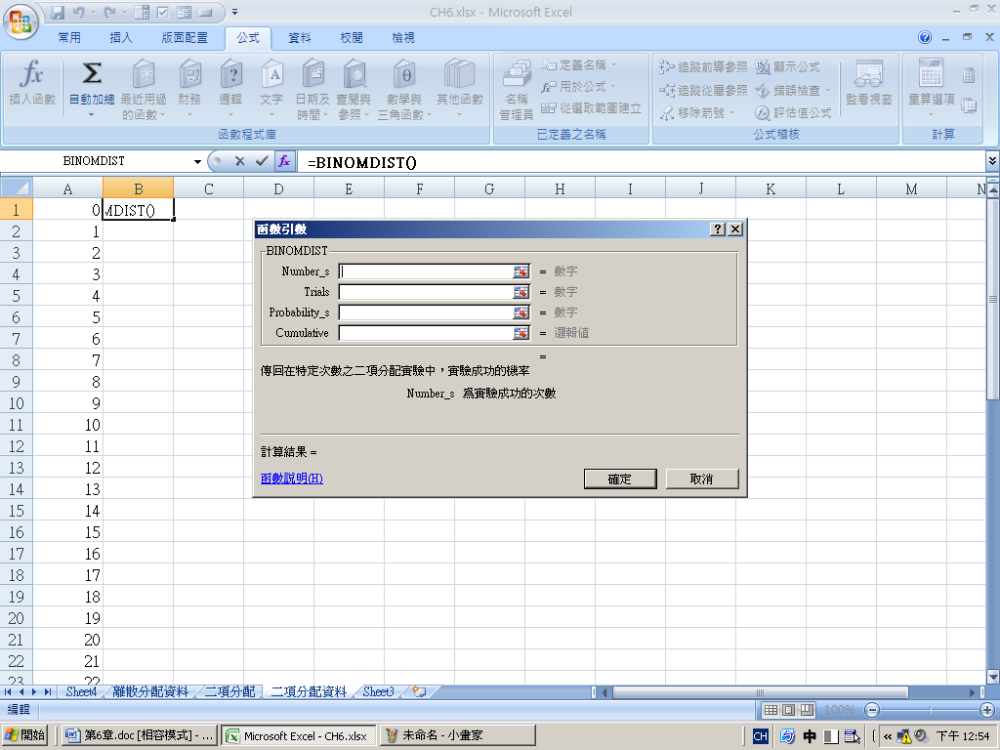 CH6.xlsx - Microsoft Excel
常用 插入 版面配置 公式 資料 校閱 檢視
fx Σ ? A θ
插入函數 自動加總 最近用過的函數 財務 邏輯 文字 日期及時間 查閱與參照 數學與三角函數 其他函數
函數程式庫
名稱管理員 定義名稱 用於公式 從選取範圍建立
已定義之名稱
追蹤前導參照 顯示公式
追蹤從屬參照 錯誤檢查
移除箭號 評估值公式
監看視窗
公式稽核
重算選項
計算
BINOMDIST fx =BINOMDIST()
A B C D E F G H I J K L M N
1 0 MDIST()
2 1
3 2
4 3
5 4
6 5
7 6
8 7
9 8
10 9
11 10
12 11
13 12
14 13
15 14
16 15
17 16
18 17
19 18
20 19
21 20
22 21
23 22
函數引數
BINOMDIST
Number_s = 數字
Trials = 數字
Probability_s = 數字
Cumulative = 邏輯值
=
傳回在特定次數之二項分配實驗中，實驗成功的機率
Number_s 為實驗成功的次數
計算結果 =
函數說明(H)
確定 取消
Sheet4 離散分配資料 二項分配 二項分配資料 Sheet3
編輯 100%
開始 第6章.doc [相容模式] - ... Microsoft Excel - CH6.xlsx 未命名 - 小畫家 CH 中 « 下午 12:54